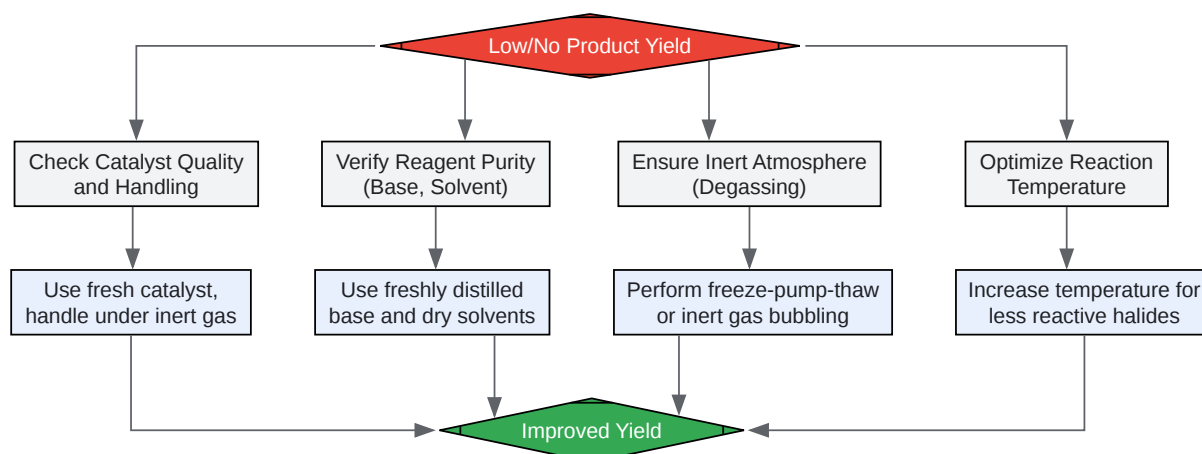 Low/No Product Yield
Check Catalyst Quality
and Handling
Verify Reagent Purity
(Base, Solvent)
Ensure Inert Atmosphere
(Degassing)
Optimize Reaction
Temperature
Use fresh catalyst,
handle under inert gas
Use freshly distilled
base and dry solvents
Perform freeze-pump-thaw
or inert gas bubbling
Increase temperature for
less reactive halides
Improved Yield